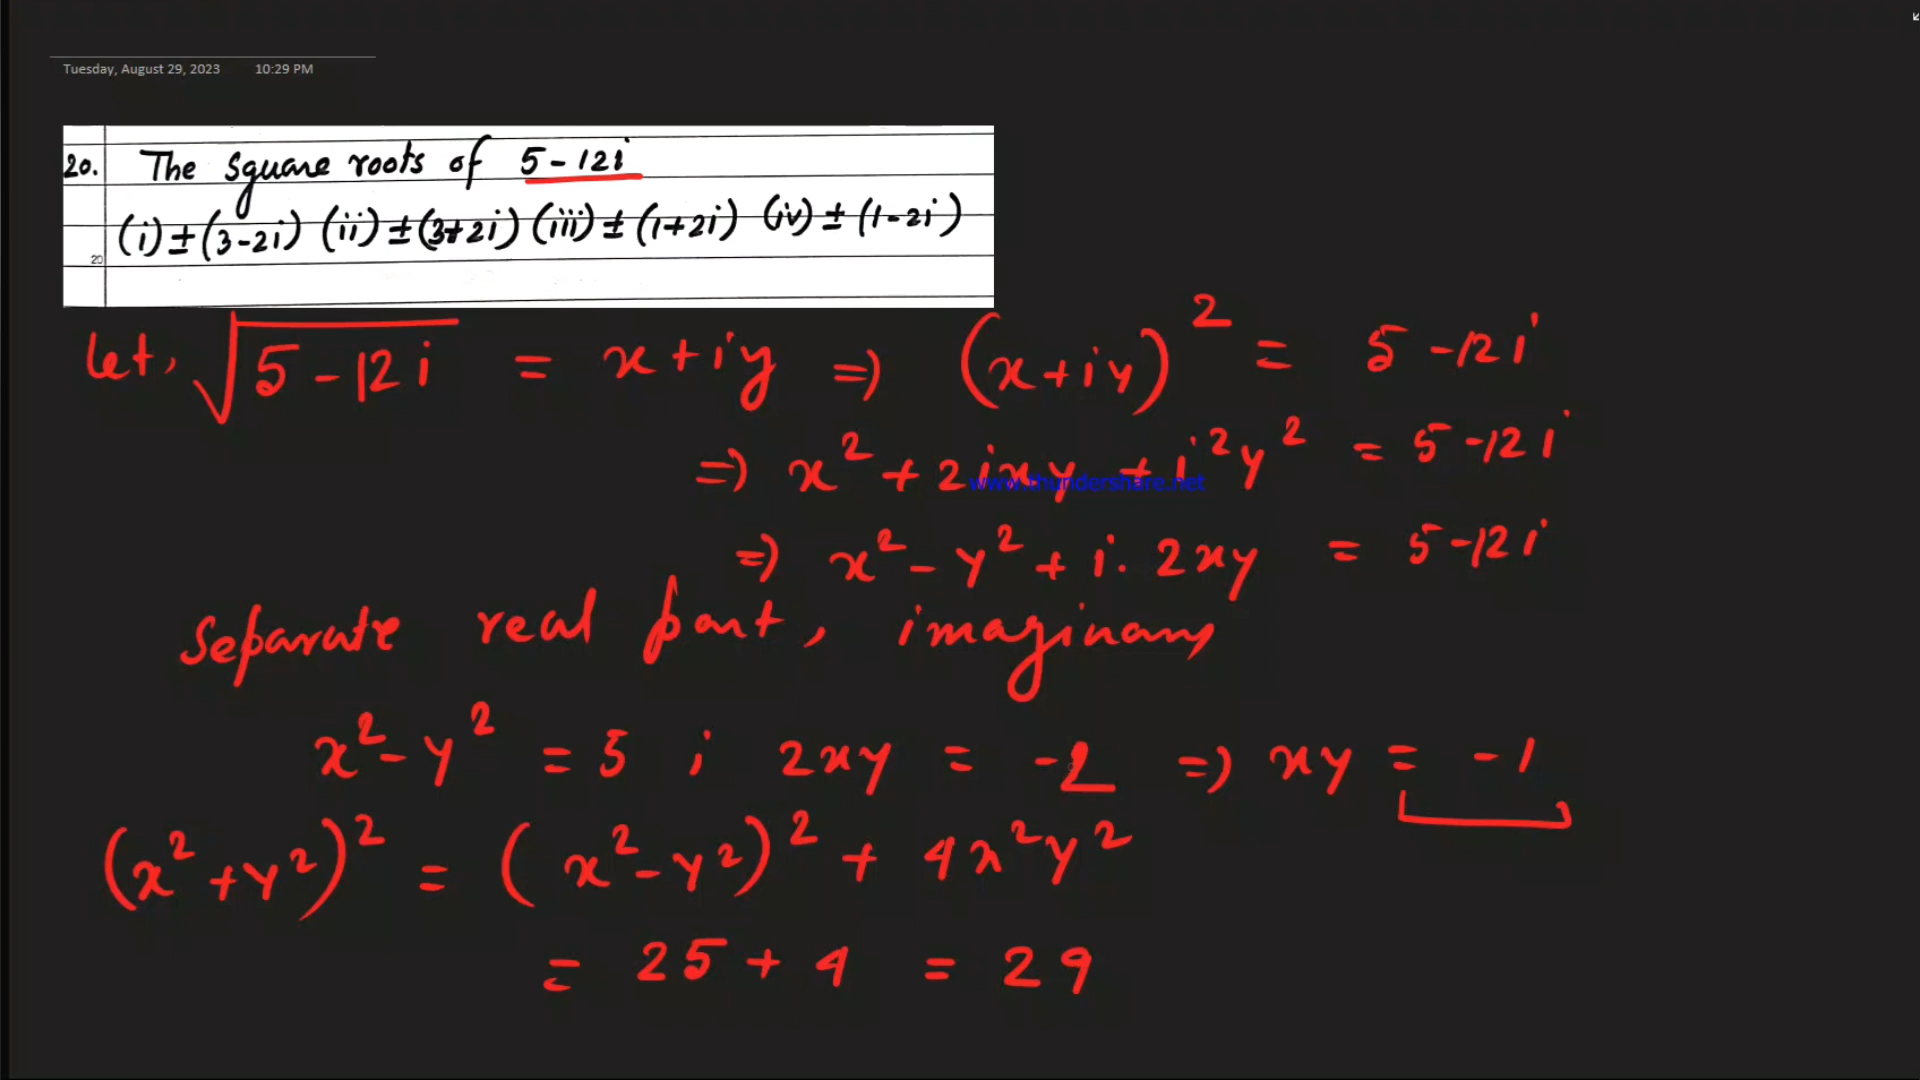 Tuesday, August 29, 2023 10:29 PM
20. The square roots of 5-12i
(i) ±(3-2i) (ii) ±(3+2i) (iii) ±(1+2i) (iv) ±(1-2i)
20
let, √(5-12i) = x+iy ⇒ (x+iy)² = 5-12i
⇒ x² + 2ixy + i²y² = 5-12i
www.thundershare.net
⇒ x² - y² + i. 2xy = 5-12i
Separate real part, imaginary
x² - y² = 5 ; 2xy = -2 ⇒ xy = -1
(x² + y²)² = (x² - y²)² + 4x²y²
= 25 + 4 = 29